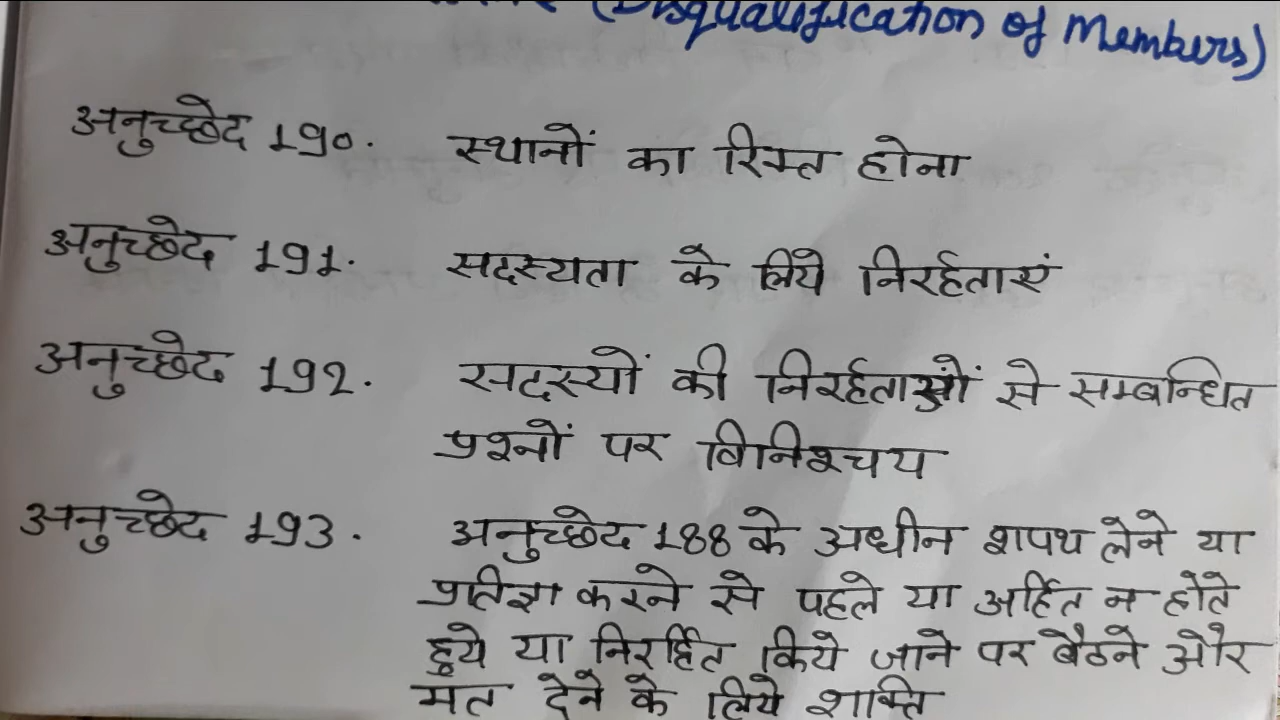 (Disqualification of Members)
अनुच्छेद 190. स्थानों का रिक्त होना
अनुच्छेद 191. सदस्यता के लिये निरर्हताएं
अनुच्छेद 192. सदस्यों की निरर्हताओं से सम्बन्धित
प्रश्नों पर विनिश्चय
अनुच्छेद 193. अनुच्छेद 188 के अधीन शपथ लेने या
प्रतिज्ञा करने से पहले या अर्हित न होते
हुये या निरर्हित किये जाने पर बैठने और
मत देने के लिये शाक्ति